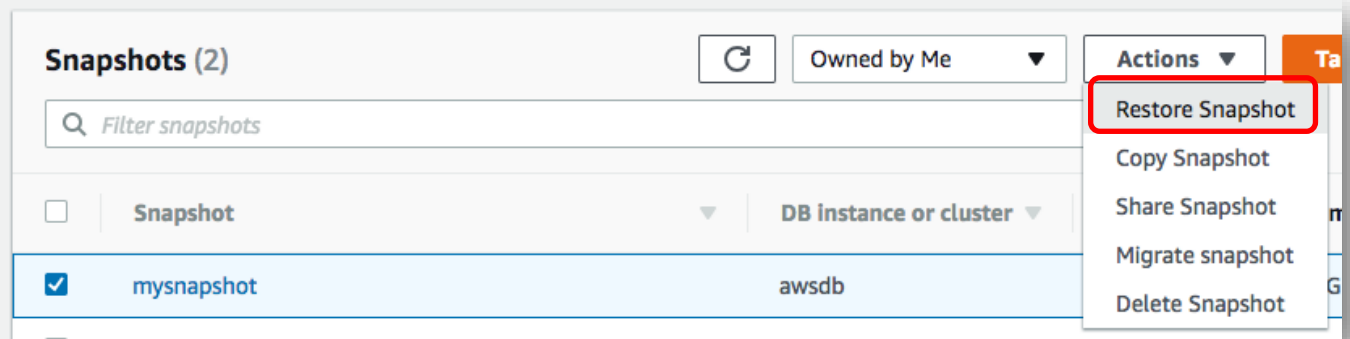 Snapshots (2)
Owned by Me
Actions
Ta
Filter snapshots
Restore Snapshot
Copy Snapshot
Share Snapshot
Migrate snapshot
Delete Snapshot
Snapshot
DB instance or cluster
mysnapshot
awsdb
G